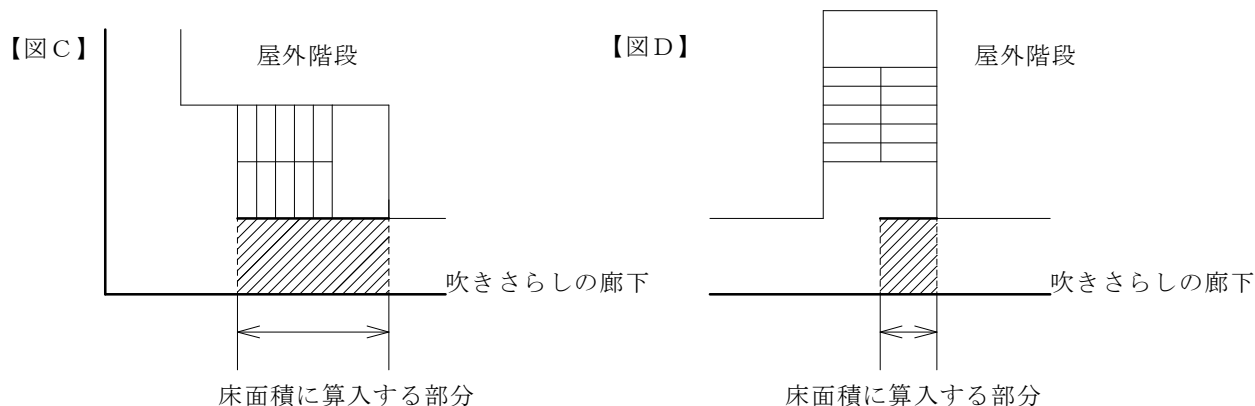 【図C】
屋外階段
吹きさらしの廊下
床面積に算入する部分
【図D】
屋外階段
吹きさらしの廊下
床面積に算入する部分